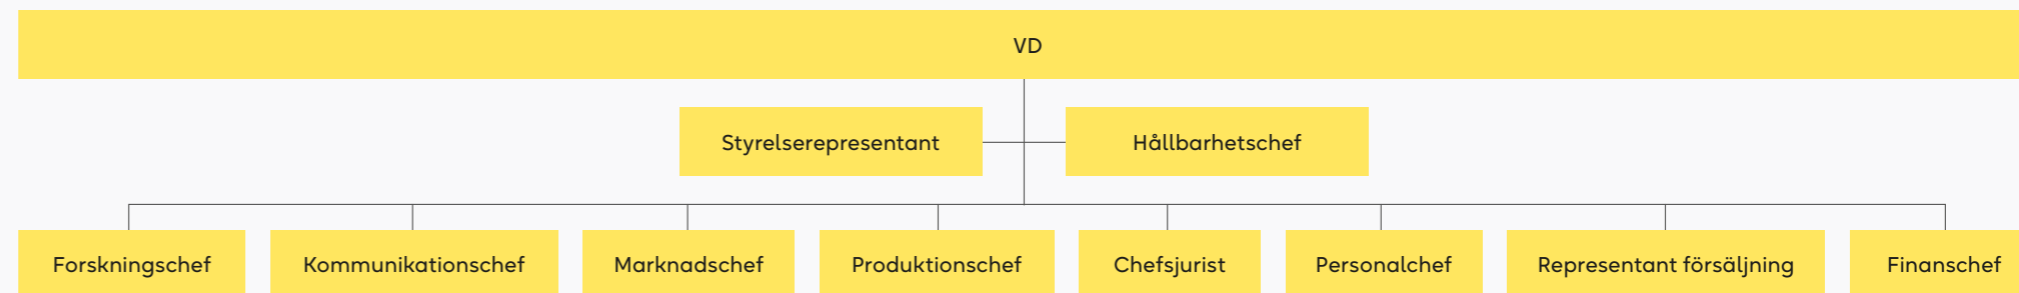 VD
Styrelserepresentant
Hållbarhetschef
Forskningschef
Kommunikationschef
Marknadschef
Produktionschef
Chefsjurist
Personalchef
Representant försäljning
Finanschef